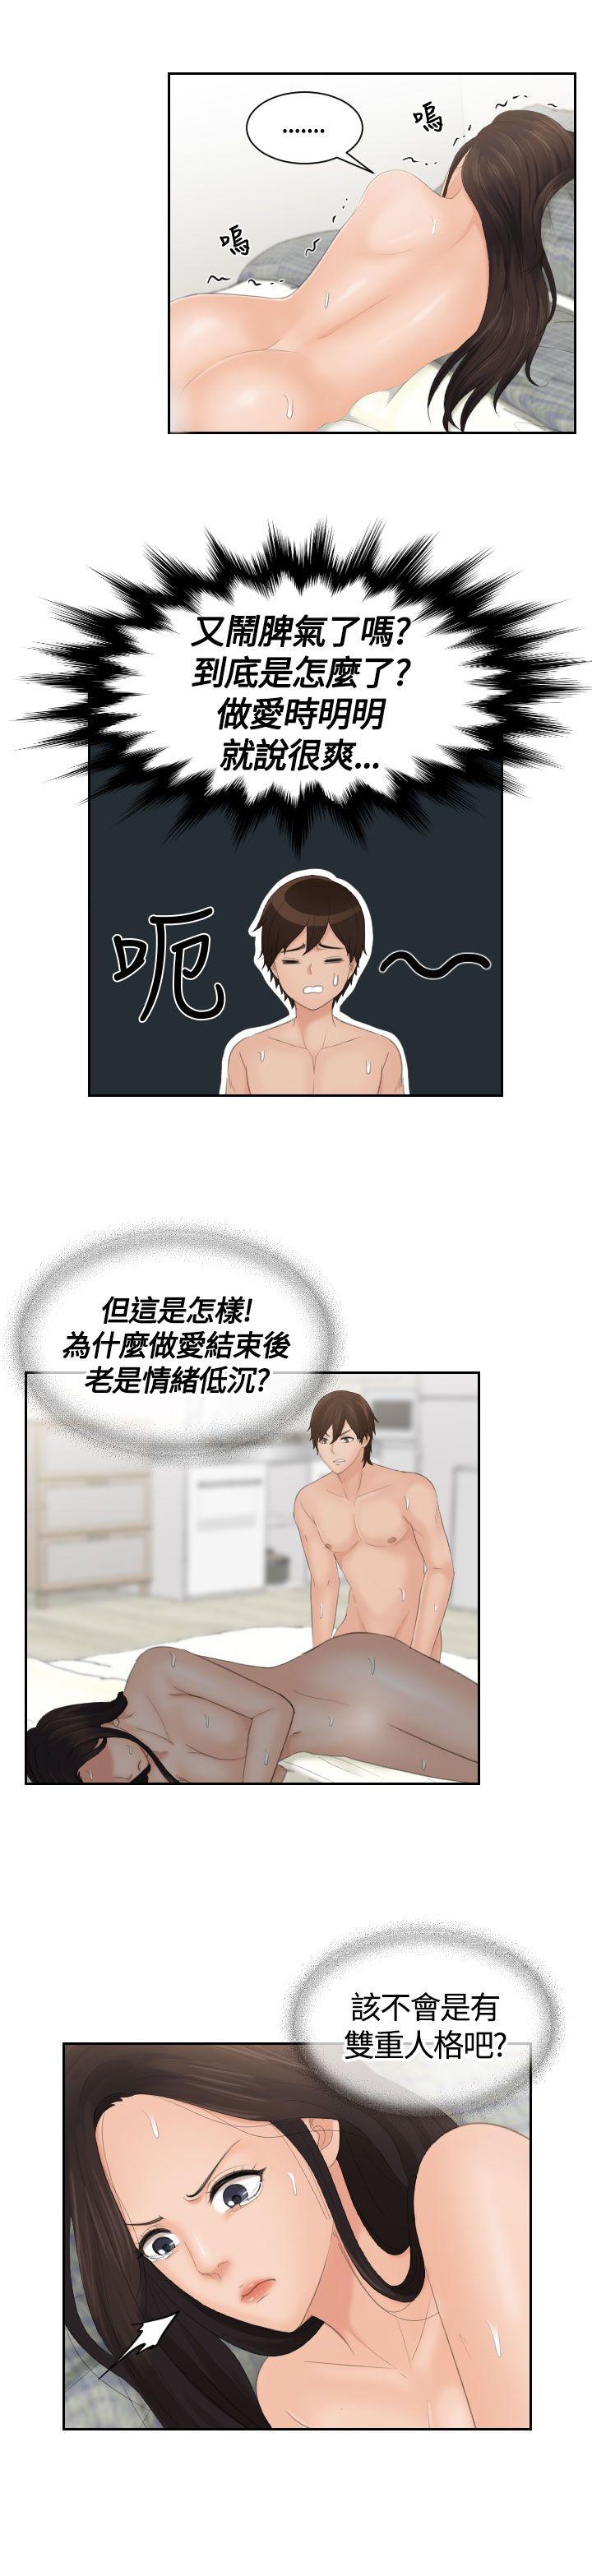 .......
嗚
嗚
又鬧脾氣了嗎?
到底是怎麼了?
做愛時明明
就說很爽...
呃～
但這是怎樣!
為什麼做愛結束後
老是情緒低沉?
該不會是有
雙重人格吧?